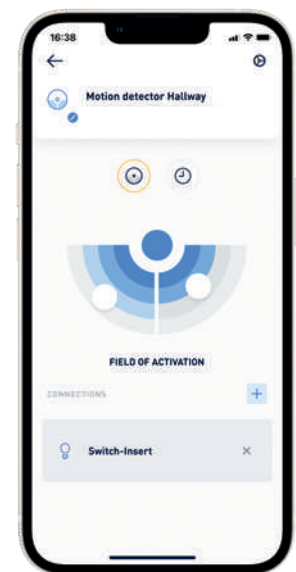 16:38
Motion detector Hallway
FIELD OF ACTIVATION
CONNECTIONS
Switch-Insert